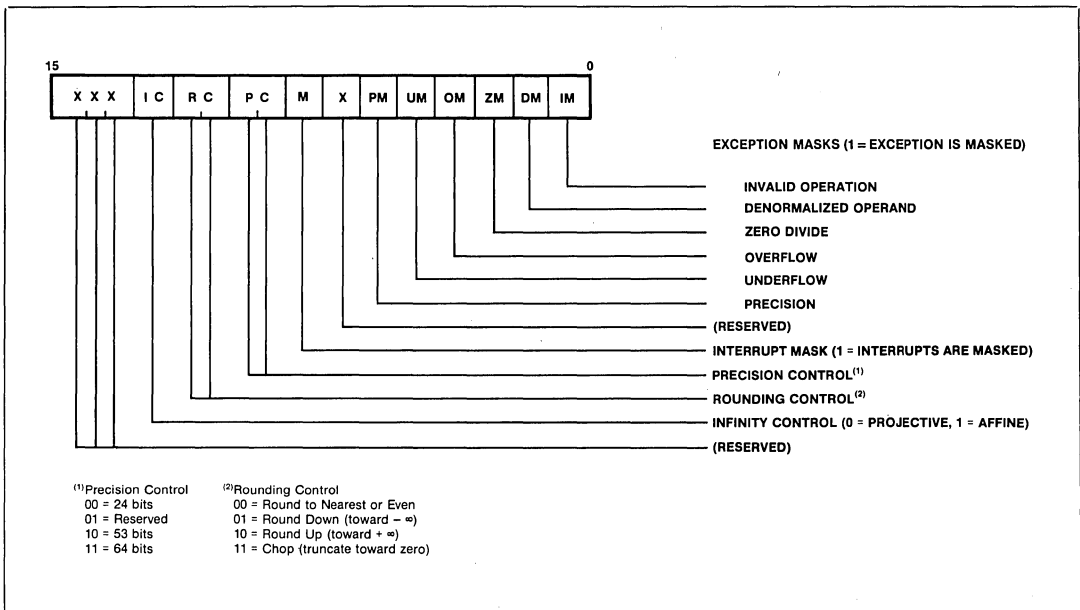 15 0
X X X I C R C P C M X PM UM OM ZM DM IM
EXCEPTION MASKS (1 = EXCEPTION IS MASKED)
INVALID OPERATION
DENORMALIZED OPERAND
ZERO DIVIDE
OVERFLOW
UNDERFLOW
PRECISION
(RESERVED)
INTERRUPT MASK (1 = INTERRUPTS ARE MASKED)
PRECISION CONTROL(1)
ROUNDING CONTROL(2)
INFINITY CONTROL (0 = PROJECTIVE, 1 = AFFINE)
(RESERVED)
(1)Precision Control
00 = 24 bits
01 = Reserved
10 = 53 bits
11 = 64 bits
(2)Rounding Control
00 = Round to Nearest or Even
01 = Round Down (toward − ∞)
10 = Round Up (toward + ∞)
11 = Chop (truncate toward zero)